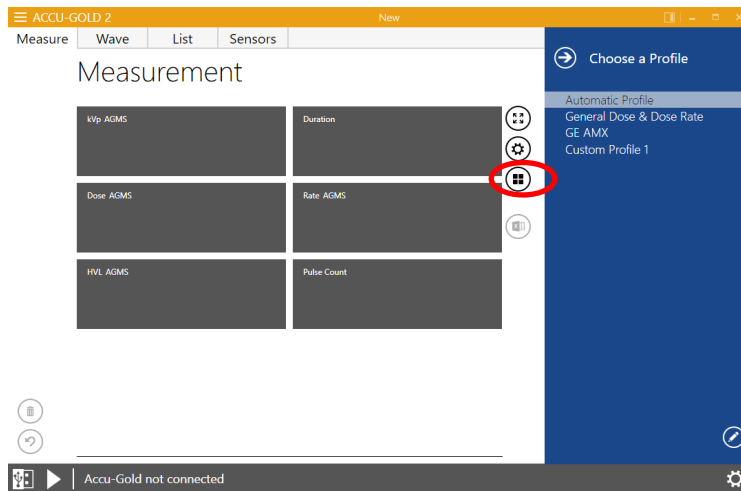 ACCU-GOLD 2
New
Measure Wave List Sensors
Measurement
kVp AGMS
Duration
Dose AGMS
Rate AGMS
HVL AGMS
Pulse Count
Choose a Profile
Automatic Profile
General Dose & Dose Rate
GE AMX
Custom Profile 1
Accu-Gold not connected